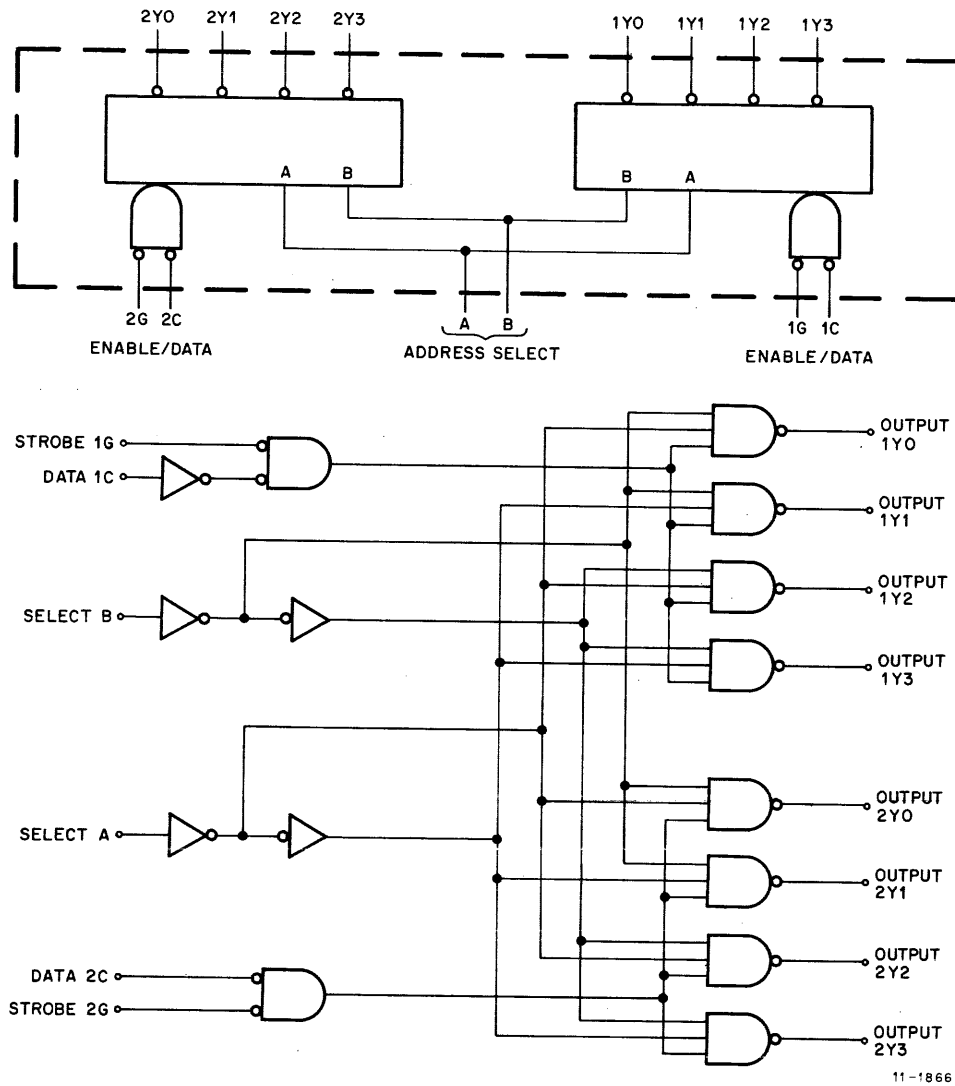 2Y0 2Y1 2Y2 2Y3 1Y0 1Y1 1Y2 1Y3
A B B A
2G 2C
ENABLE/DATA
A B
ADDRESS SELECT
1G 1C
ENABLE/DATA
STROBE 1G
DATA 1C
SELECT B
SELECT A
DATA 2C
STROBE 2G
OUTPUT
1Y0
OUTPUT
1Y1
OUTPUT
1Y2
OUTPUT
1Y3
OUTPUT
2Y0
OUTPUT
2Y1
OUTPUT
2Y2
OUTPUT
2Y3
11-1866